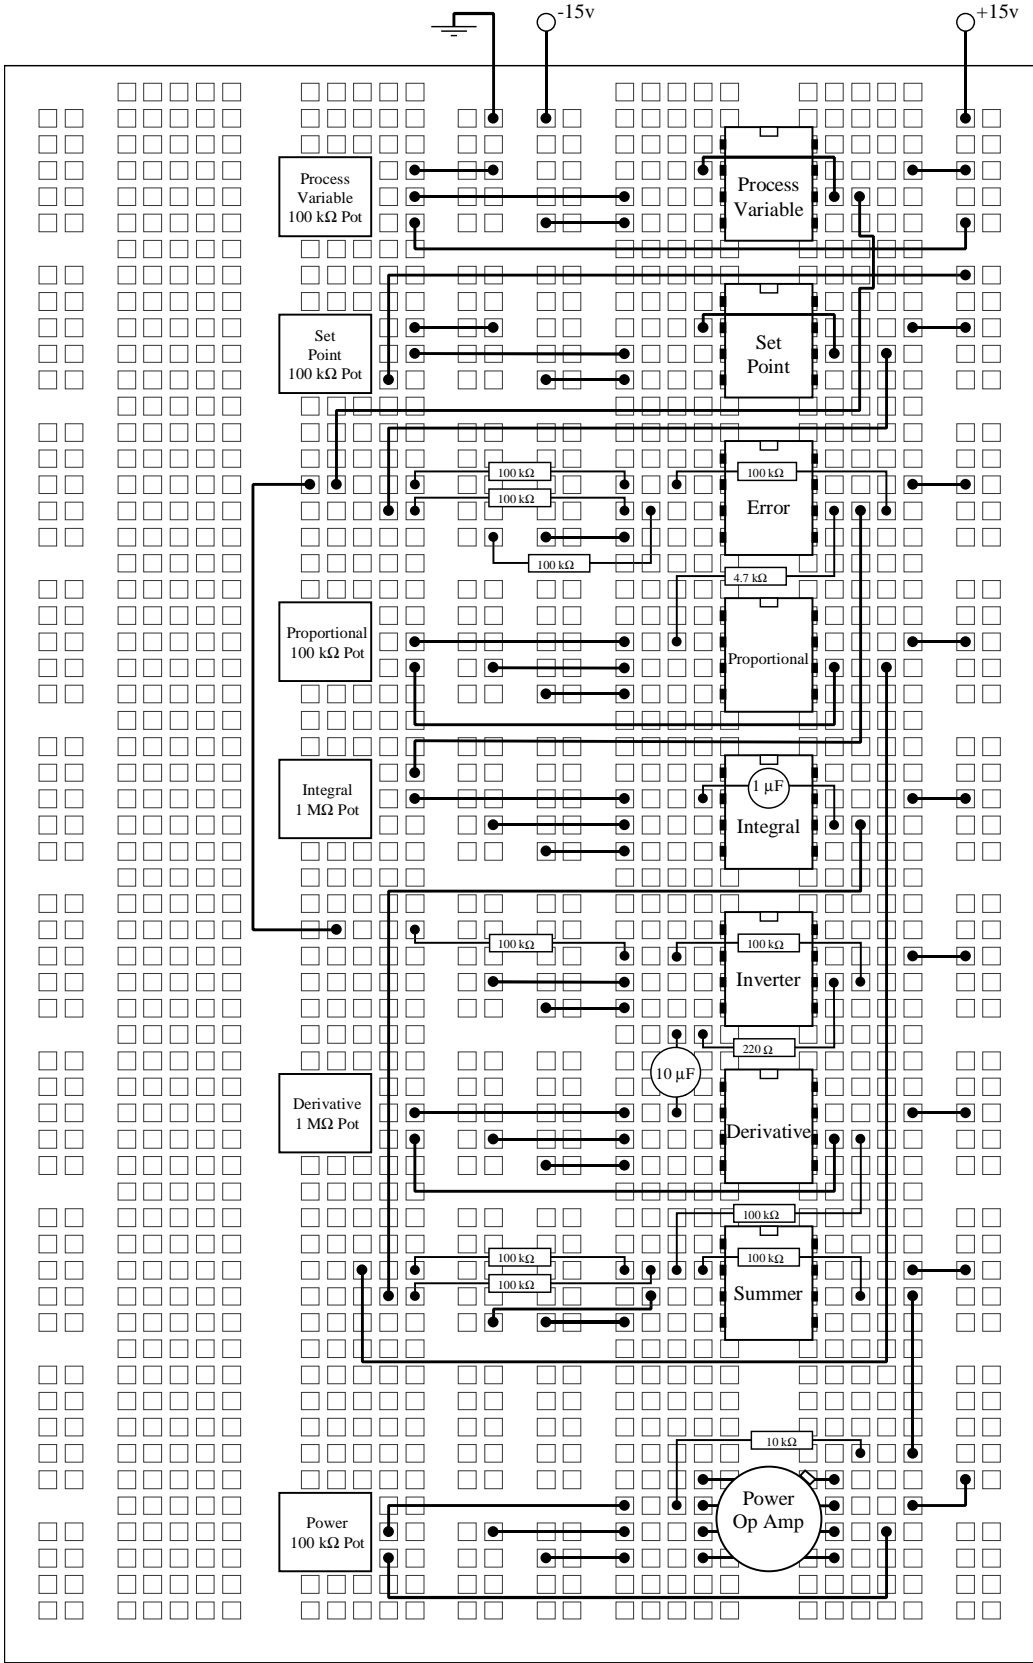 -15v
+15v
Process
Variable
100 kΩ Pot
Process
Variable
Set
Point
100 kΩ Pot
Set
Point
100 kΩ
100 kΩ
100 kΩ
Error
100 kΩ
4.7 kΩ
Proportional
100 kΩ Pot
Proportional
Integral
1 MΩ Pot
1 µF
Integral
100 kΩ
100 kΩ
Inverter
220 Ω
10 µF
Derivative
1 MΩ Pot
Derivative
100 kΩ
100 kΩ
100 kΩ
100 kΩ
Summer
10 kΩ
Power
100 kΩ Pot
Power
Op Amp